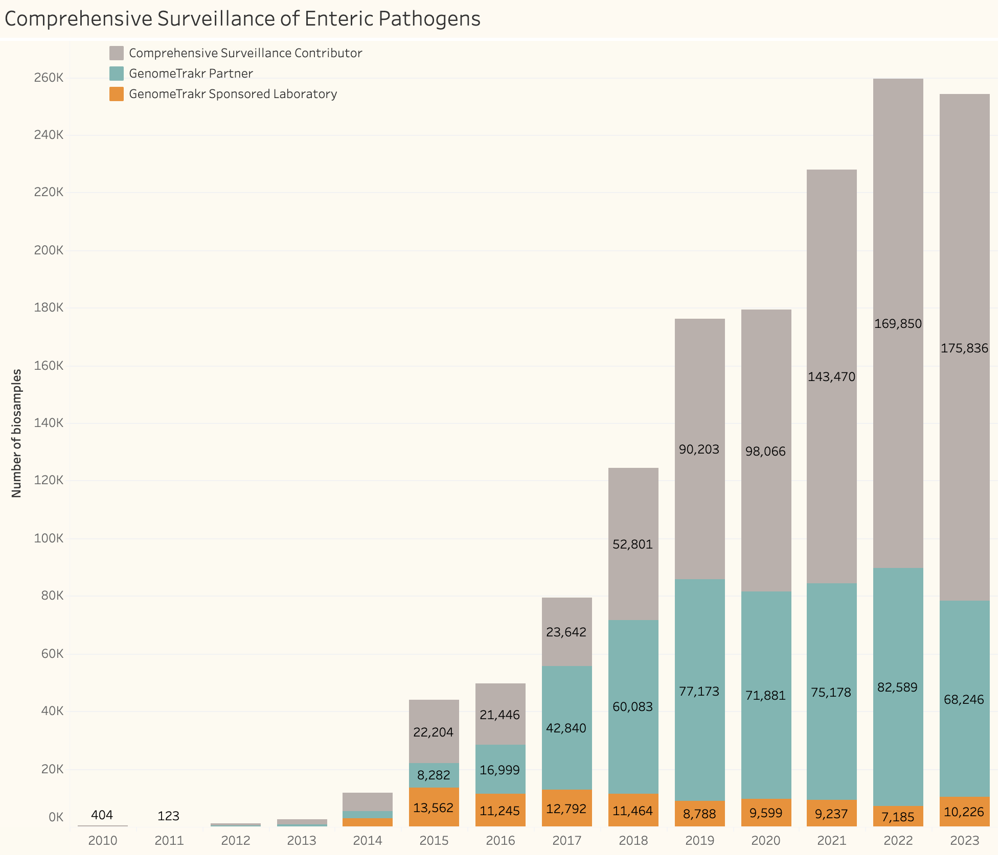 Comprehensive Surveillance of Enteric Pathogens
Comprehensive Surveillance Contributor
GenomeTrakr Partner
GenomeTrakr Sponsored Laboratory
Number of biosamples
260K
240K
220K
200K
180K
160K
140K
120K
100K
80K
60K
40K
20K
0K
404
123
22,204
8,282
13,562
21,446
16,999
11,245
23,642
42,840
12,792
52,801
60,083
11,464
90,203
77,173
8,788
98,066
71,881
9,599
143,470
75,178
9,237
169,850
82,589
7,185
175,836
68,246
10,226
2010 2011 2012 2013 2014 2015 2016 2017 2018 2019 2020 2021 2022 2023